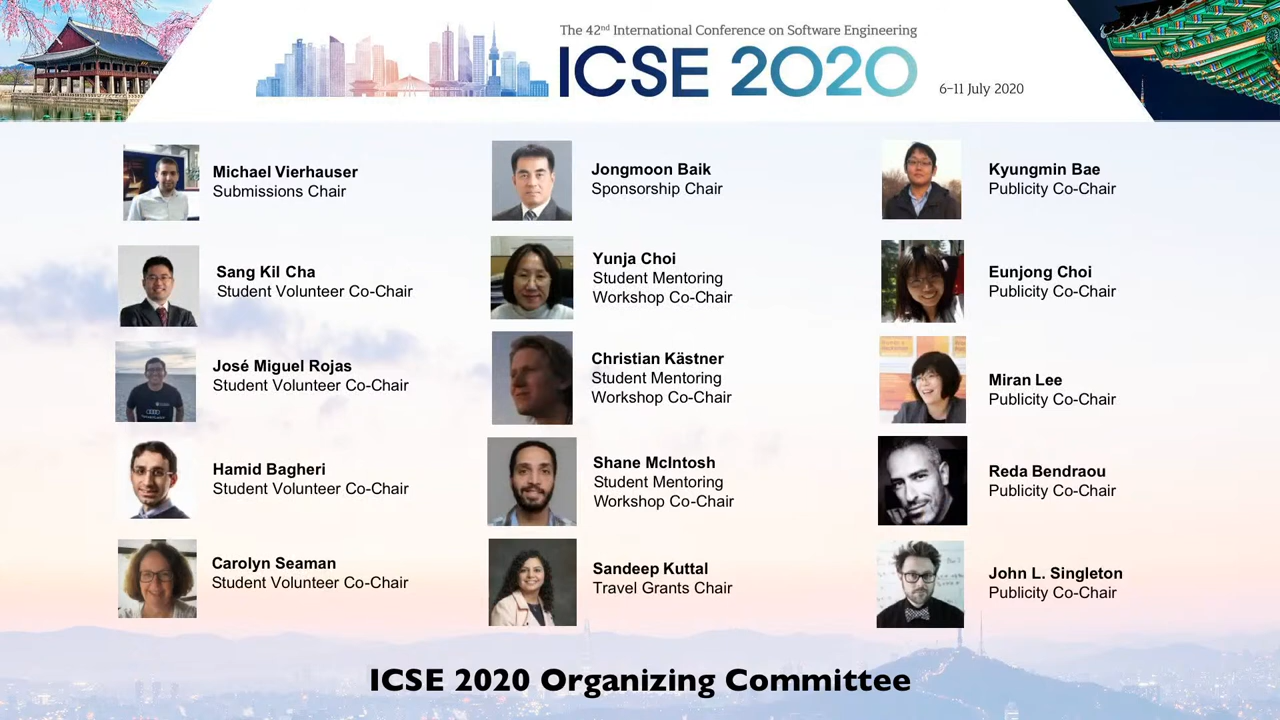 The 42nd International Conference on Software Engineering
ICSE 2020
6-11 July 2020
Michael Vierhauser
Submissions Chair
Sang Kil Cha
Student Volunteer Co-Chair
José Miguel Rojas
Student Volunteer Co-Chair
Hamid Bagheri
Student Volunteer Co-Chair
Carolyn Seaman
Student Volunteer Co-Chair
Jongmoon Baik
Sponsorship Chair
Yunja Choi
Student Mentoring
Workshop Co-Chair
Christian Kästner
Student Mentoring
Workshop Co-Chair
Shane McIntosh
Student Mentoring
Workshop Co-Chair
Sandeep Kuttal
Travel Grants Chair
Kyungmin Bae
Publicity Co-Chair
Eunjong Choi
Publicity Co-Chair
Miran Lee
Publicity Co-Chair
Reda Bendraou
Publicity Co-Chair
John L. Singleton
Publicity Co-Chair
ICSE 2020 Organizing Committee